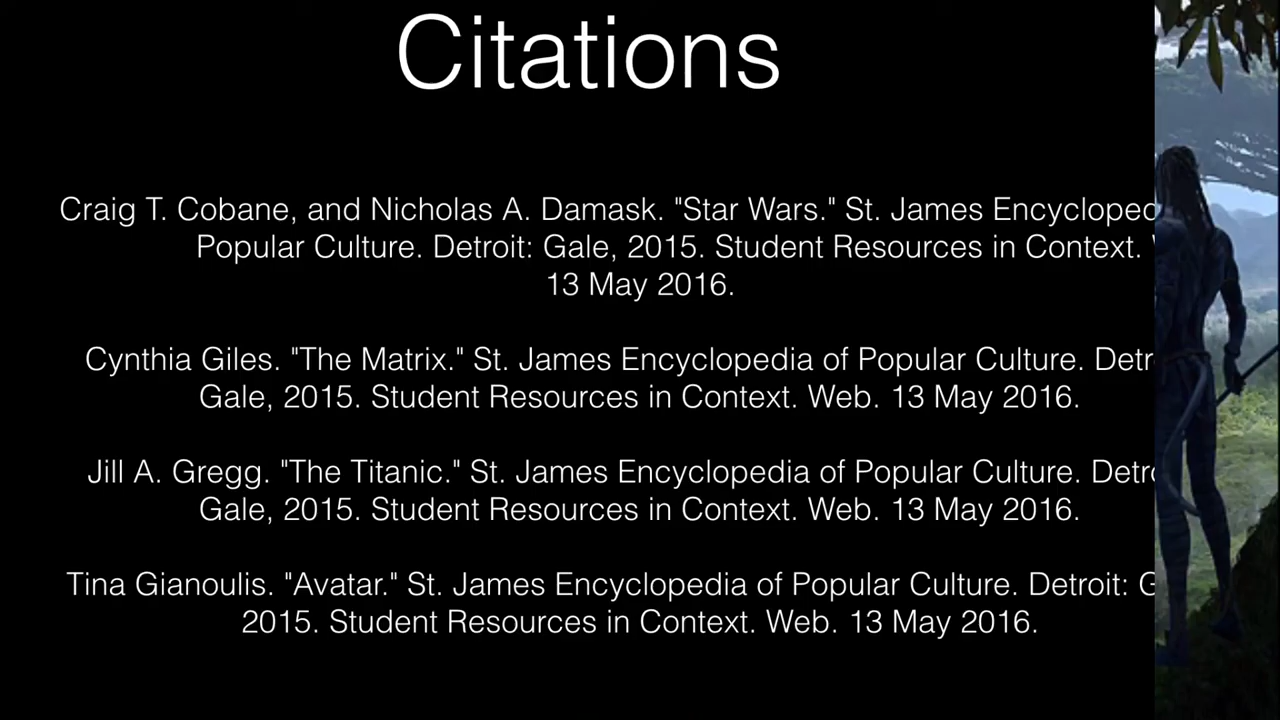 Citations
Craig T. Cobane, and Nicholas A. Damask. "Star Wars." St. James
Popular Culture. Detroit: Gale, 2015. Student Resources in Context.
13 May 2016.
Cynthia Giles. "The Matrix." St. James Encyclopedia of Popular Culture.
Gale, 2015. Student Resources in Context. Web. 13 May 2016.
Jill A. Gregg. "The Titanic." St. James Encyclopedia of Popular Culture.
Gale, 2015. Student Resources in Context. Web. 13 May 2016.
Tina Gianoulis. "Avatar." St. James Encyclopedia of Popular Culture. Detroit:
2015. Student Resources in Context. Web. 13 May 2016.